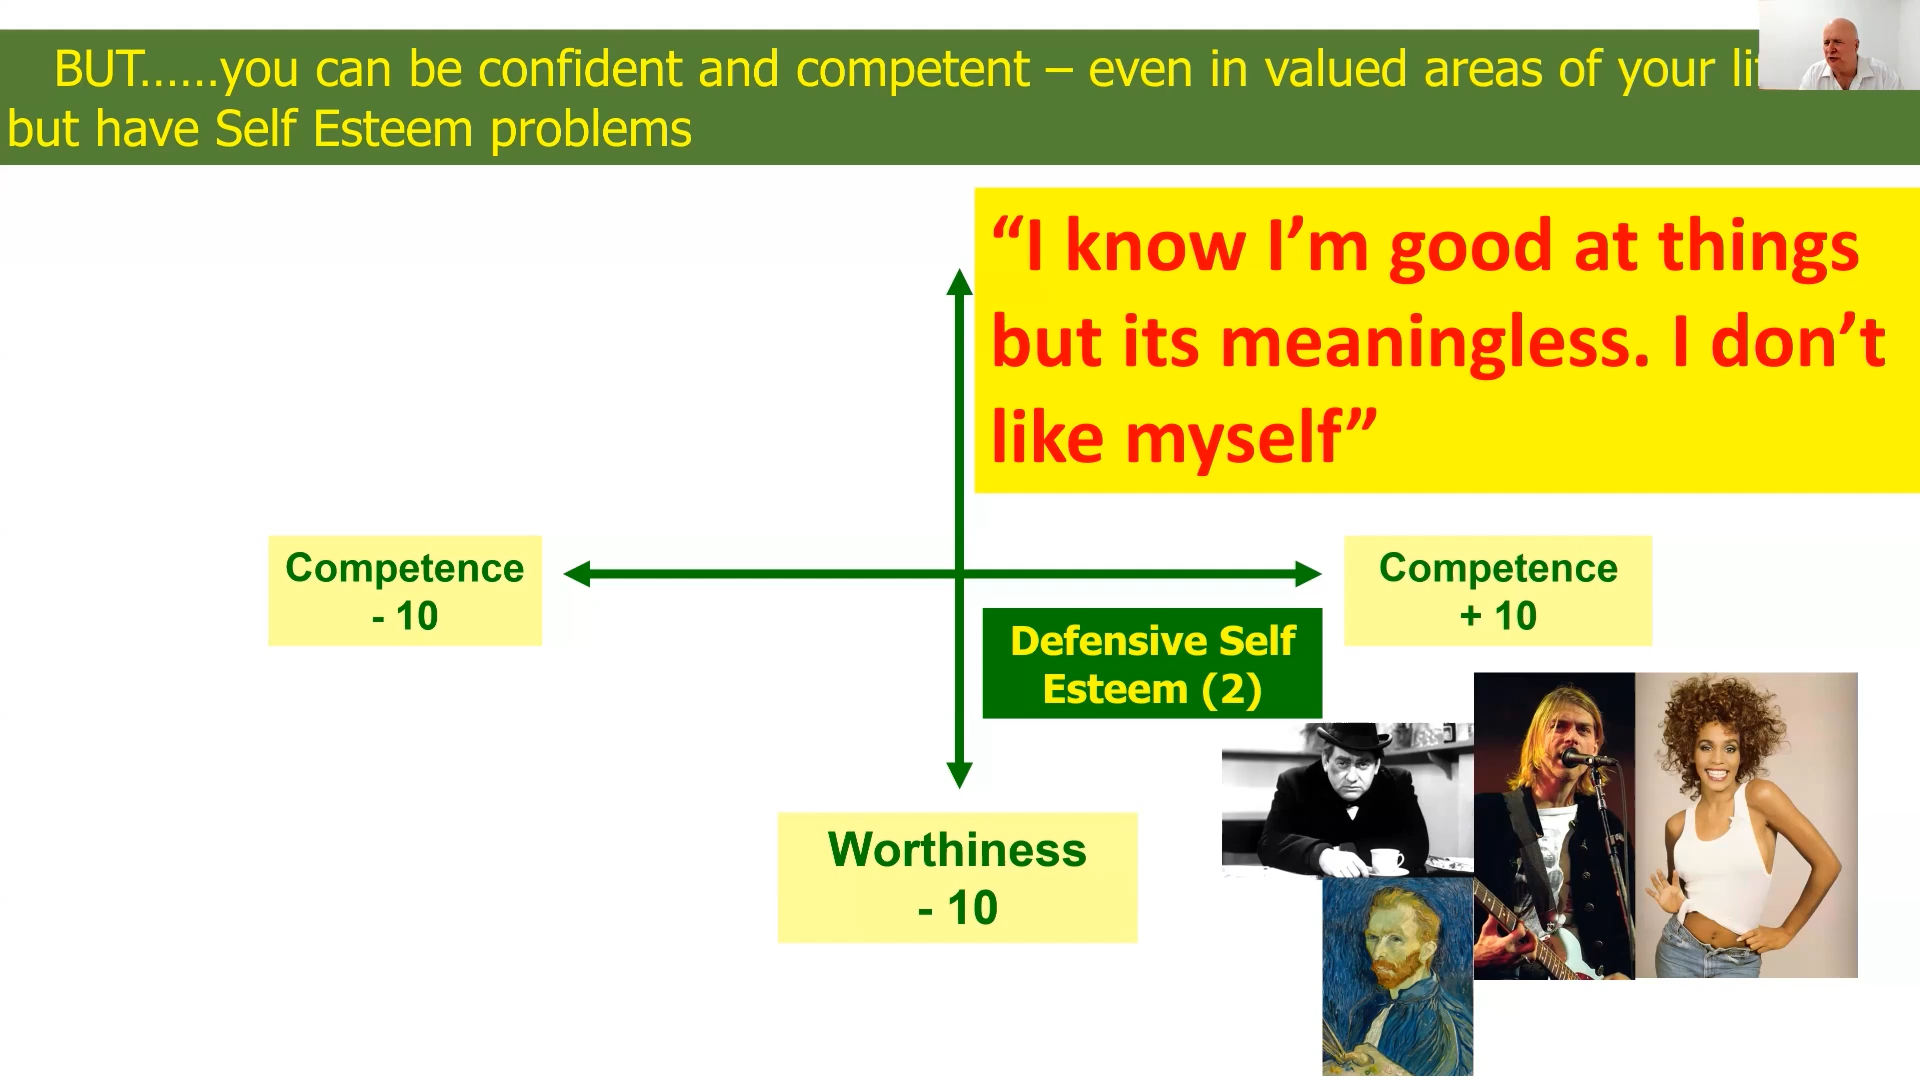 BUT......you can be confident and competent – even in valued areas of your
but have Self Esteem problems
“I know I’m good at things
but its meaningless. I don’t
like myself”
Competence
- 10
Competence
+ 10
Defensive Self
Esteem (2)
Worthiness
- 10